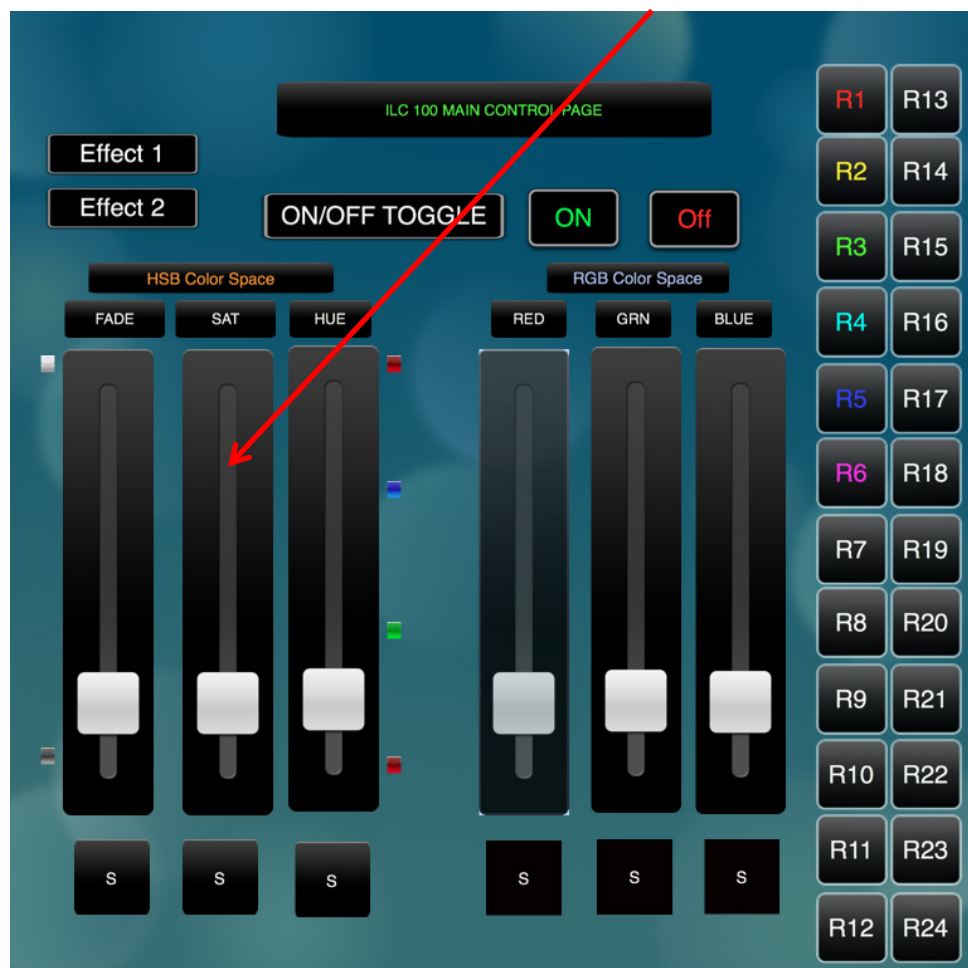 ILC 100 MAIN CONTROL PAGE
Effect 1
Effect 2
ON/OFF TOGGLE
ON
Off
HSB Color Space
RGB Color Space
FADE
SAT
HUE
RED
GRN
BLUE
S
S
S
S
S
S
R1 R13
R2 R14
R3 R15
R4 R16
R5 R17
R6 R18
R7 R19
R8 R20
R9 R21
R10 R22
R11 R23
R12 R24